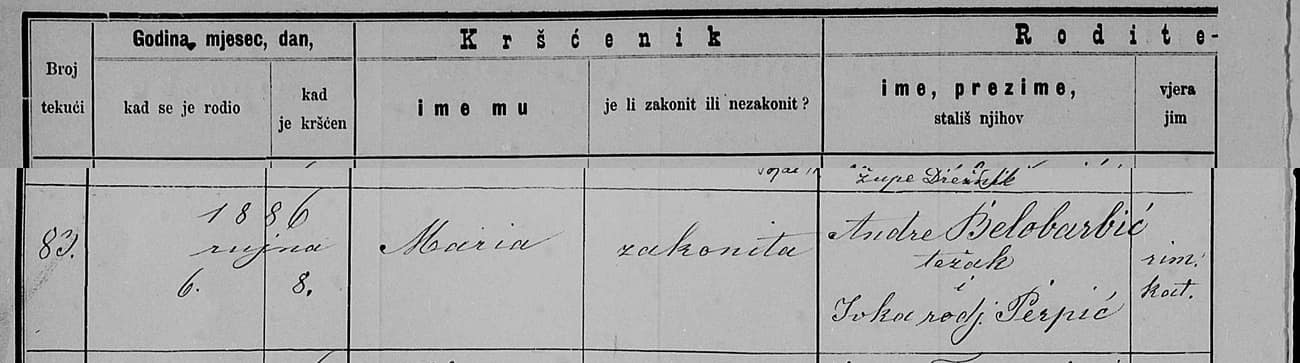 Godina, mjesec, dan,
Kršćenik
Rodite-
Broj
tekući
kad se je rodio
kad
je kršćen
ime mu
je li zakonit ili nezakonit?
ime, prezime,
stališ njihov
vjera
jim
župe Drežnik
83.
1886
rujna
6.
8.
Maria
zakonita
Andre Belobarbić
težak
i
Ivka rodj. Perpić
rim.
kat.